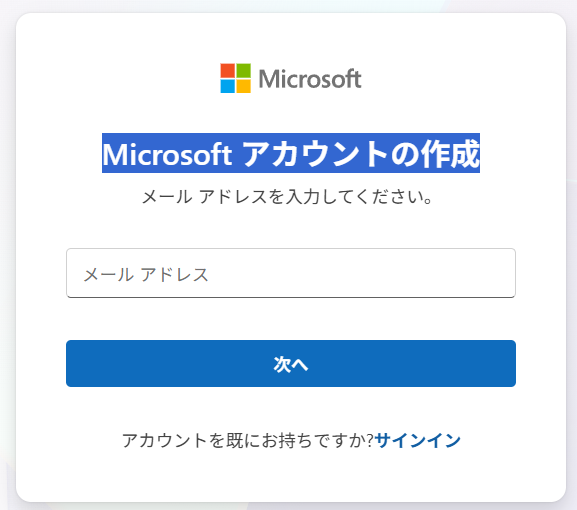 Microsoft
Microsoft アカウントの作成
メール アドレスを入力してください。
メール アドレス
次へ
アカウントを既にお持ちですか?サインイン